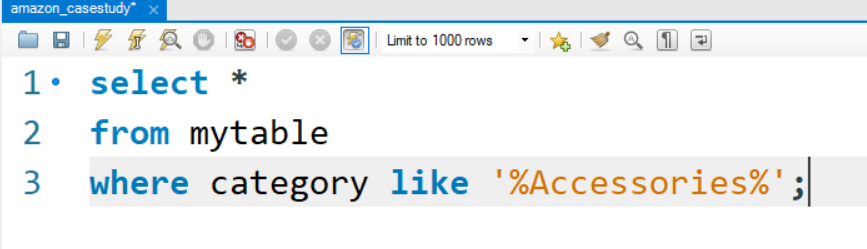 amazon_casestudy*
Limit to 1000 rows
1 select *
2 from mytable
3 where category like '%Accessories%';